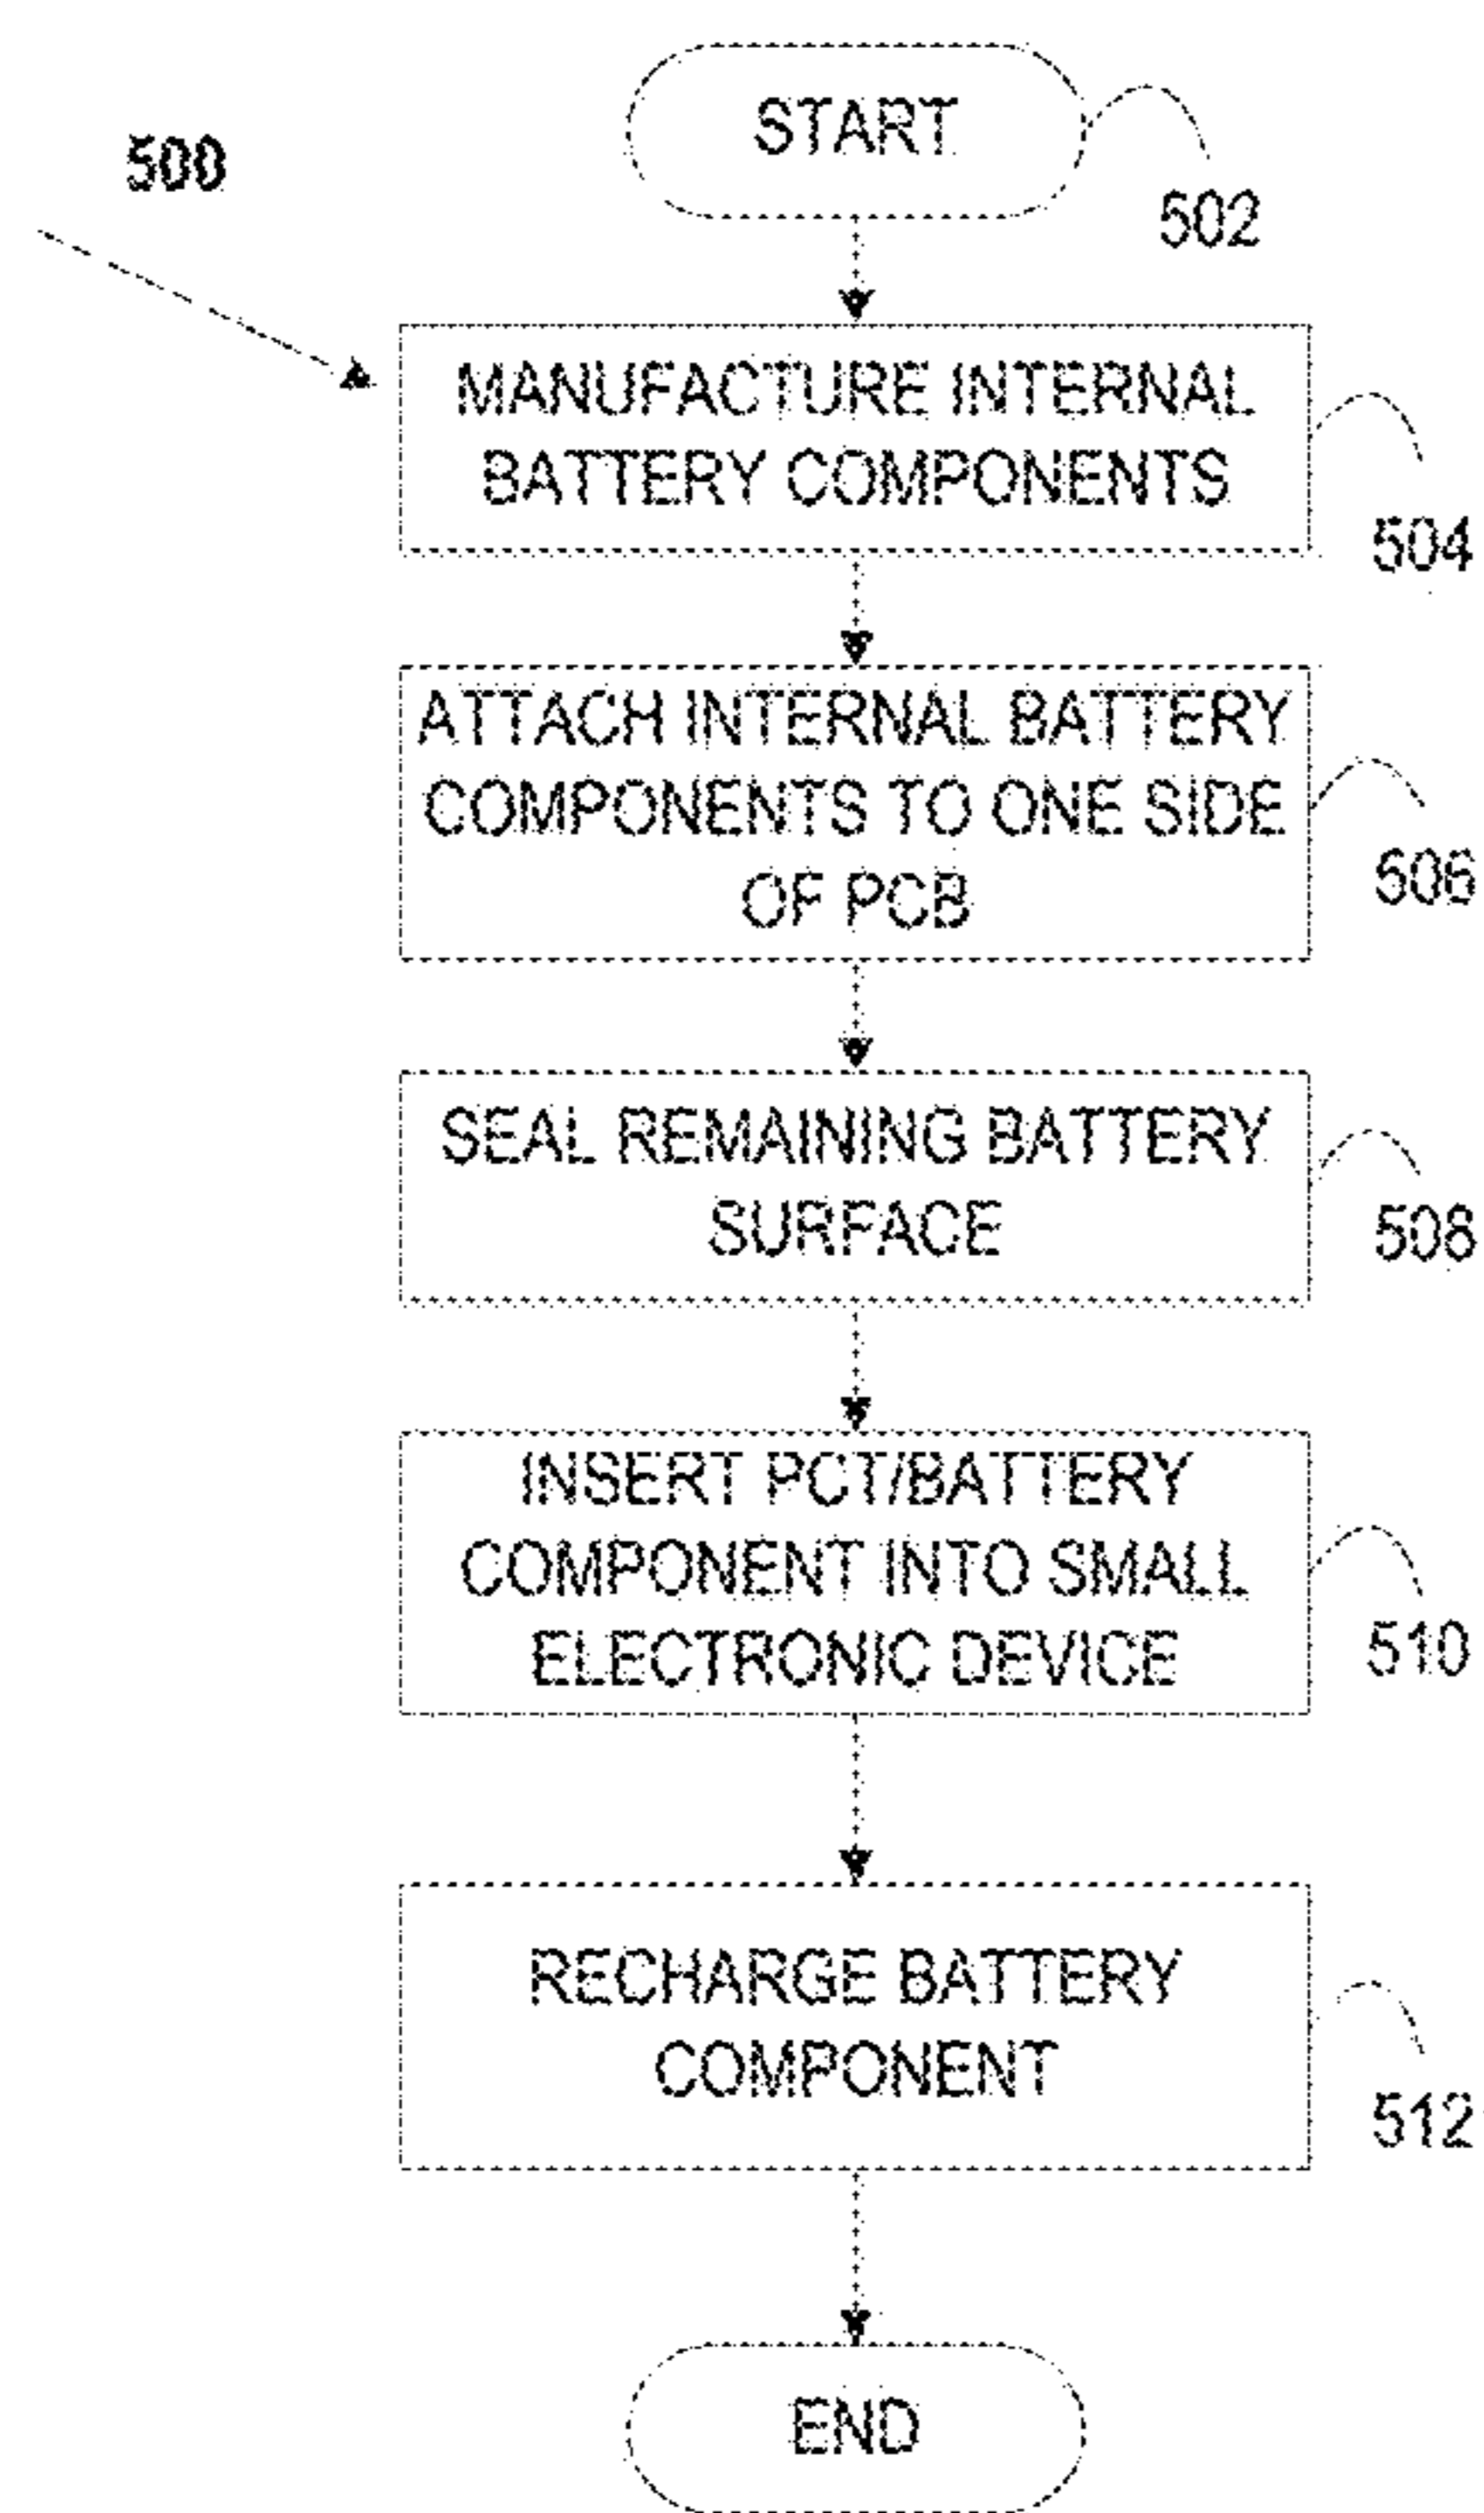 START
500
502
MANUFACTURE INTERNAL
BATTERY COMPONENTS
504
ATTACH INTERNAL BATTERY
COMPONENTS TO ONE SIDE
OF PCB
506
SEAL REMAINING BATTERY
SURFACE
508
INSERT PCT/BATTERY
COMPONENT INTO SMALL
ELECTRONIC DEVICE
510
RECHARGE BATTERY
COMPONENT
512
END